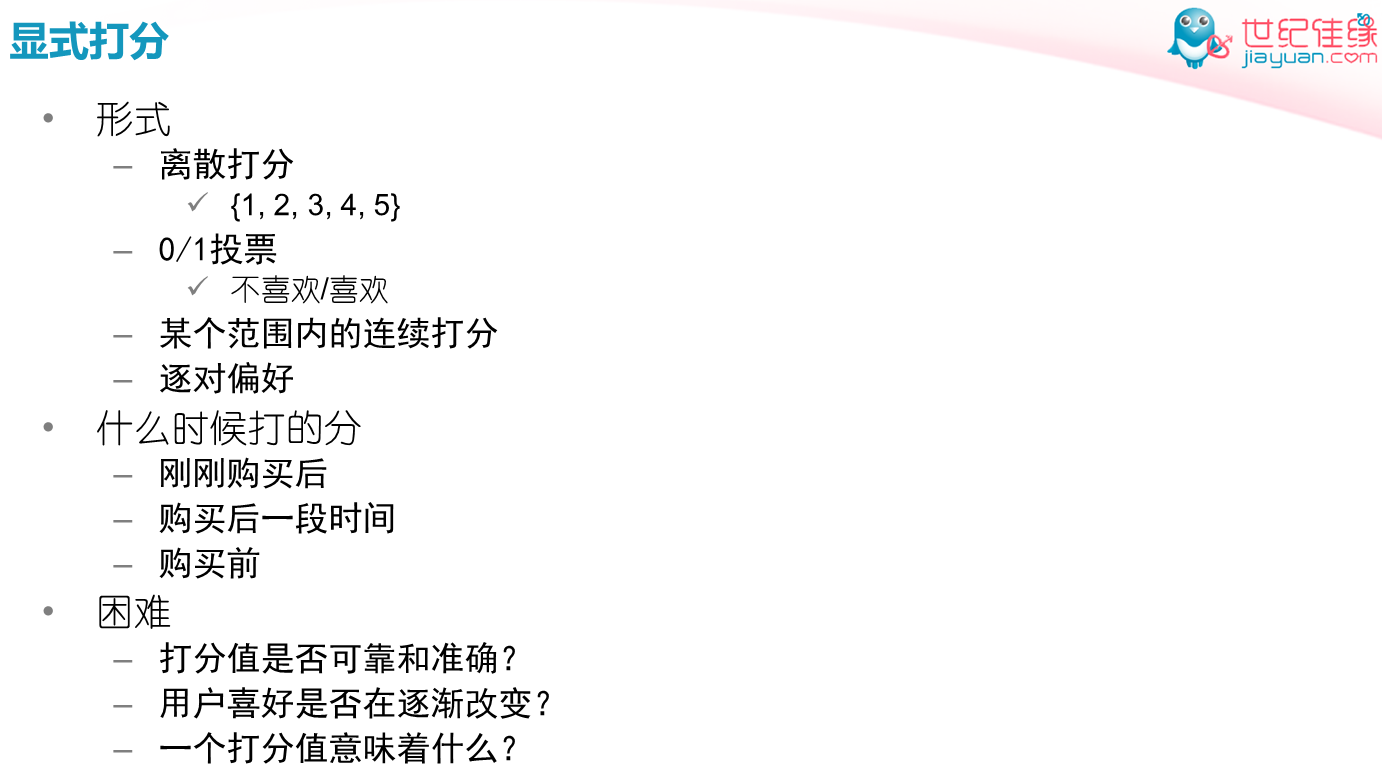 显式打分
世纪佳缘
jiayuan.com
• 形式
– 离散打分
✓ {1, 2, 3, 4, 5}
– 0/1投票
✓ 不喜欢/喜欢
– 某个范围内的连续打分
– 逐对偏好
• 什么时候打的分
– 刚刚购买后
– 购买后一段时间
– 购买前
• 困难
– 打分值是否可靠和准确？
– 用户喜好是否在逐渐改变？
– 一个打分值意味着什么？